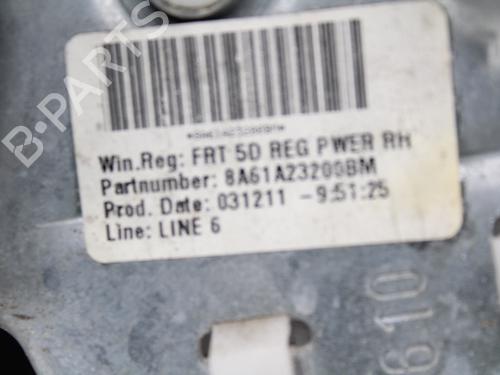 B-PARTS
Win.Reg: FRT 5D REG PWER RH
Partnumber: 8A61A23200BM
Prod. Date: 031211 - 9:51:25
Line: LINE 6
610